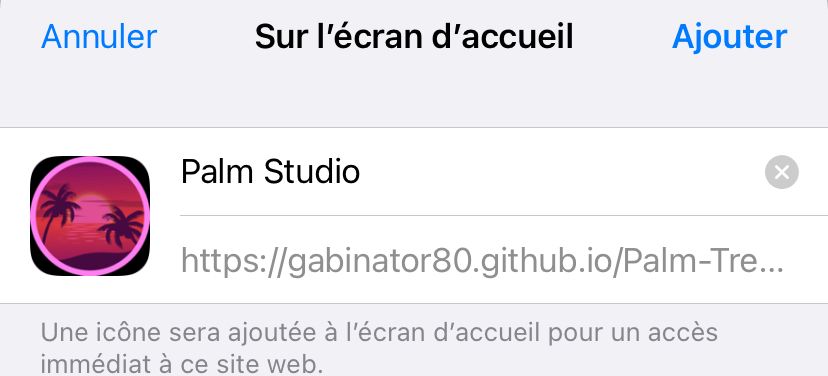 Annuler Sur l’écran d’accueil Ajouter
Palm Studio
https://gabinator80.github.io/Palm-Tre...
Une icône sera ajoutée à l’écran d’accueil pour un accès
immédiat à ce site web.